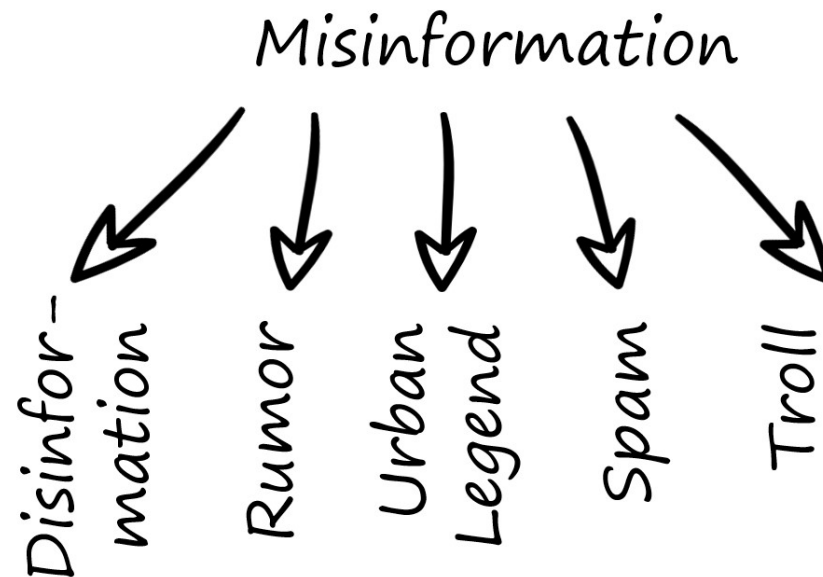 Misinformation
Disinfor-
mation
Rumor
Urban
Legend
Spam
Troll